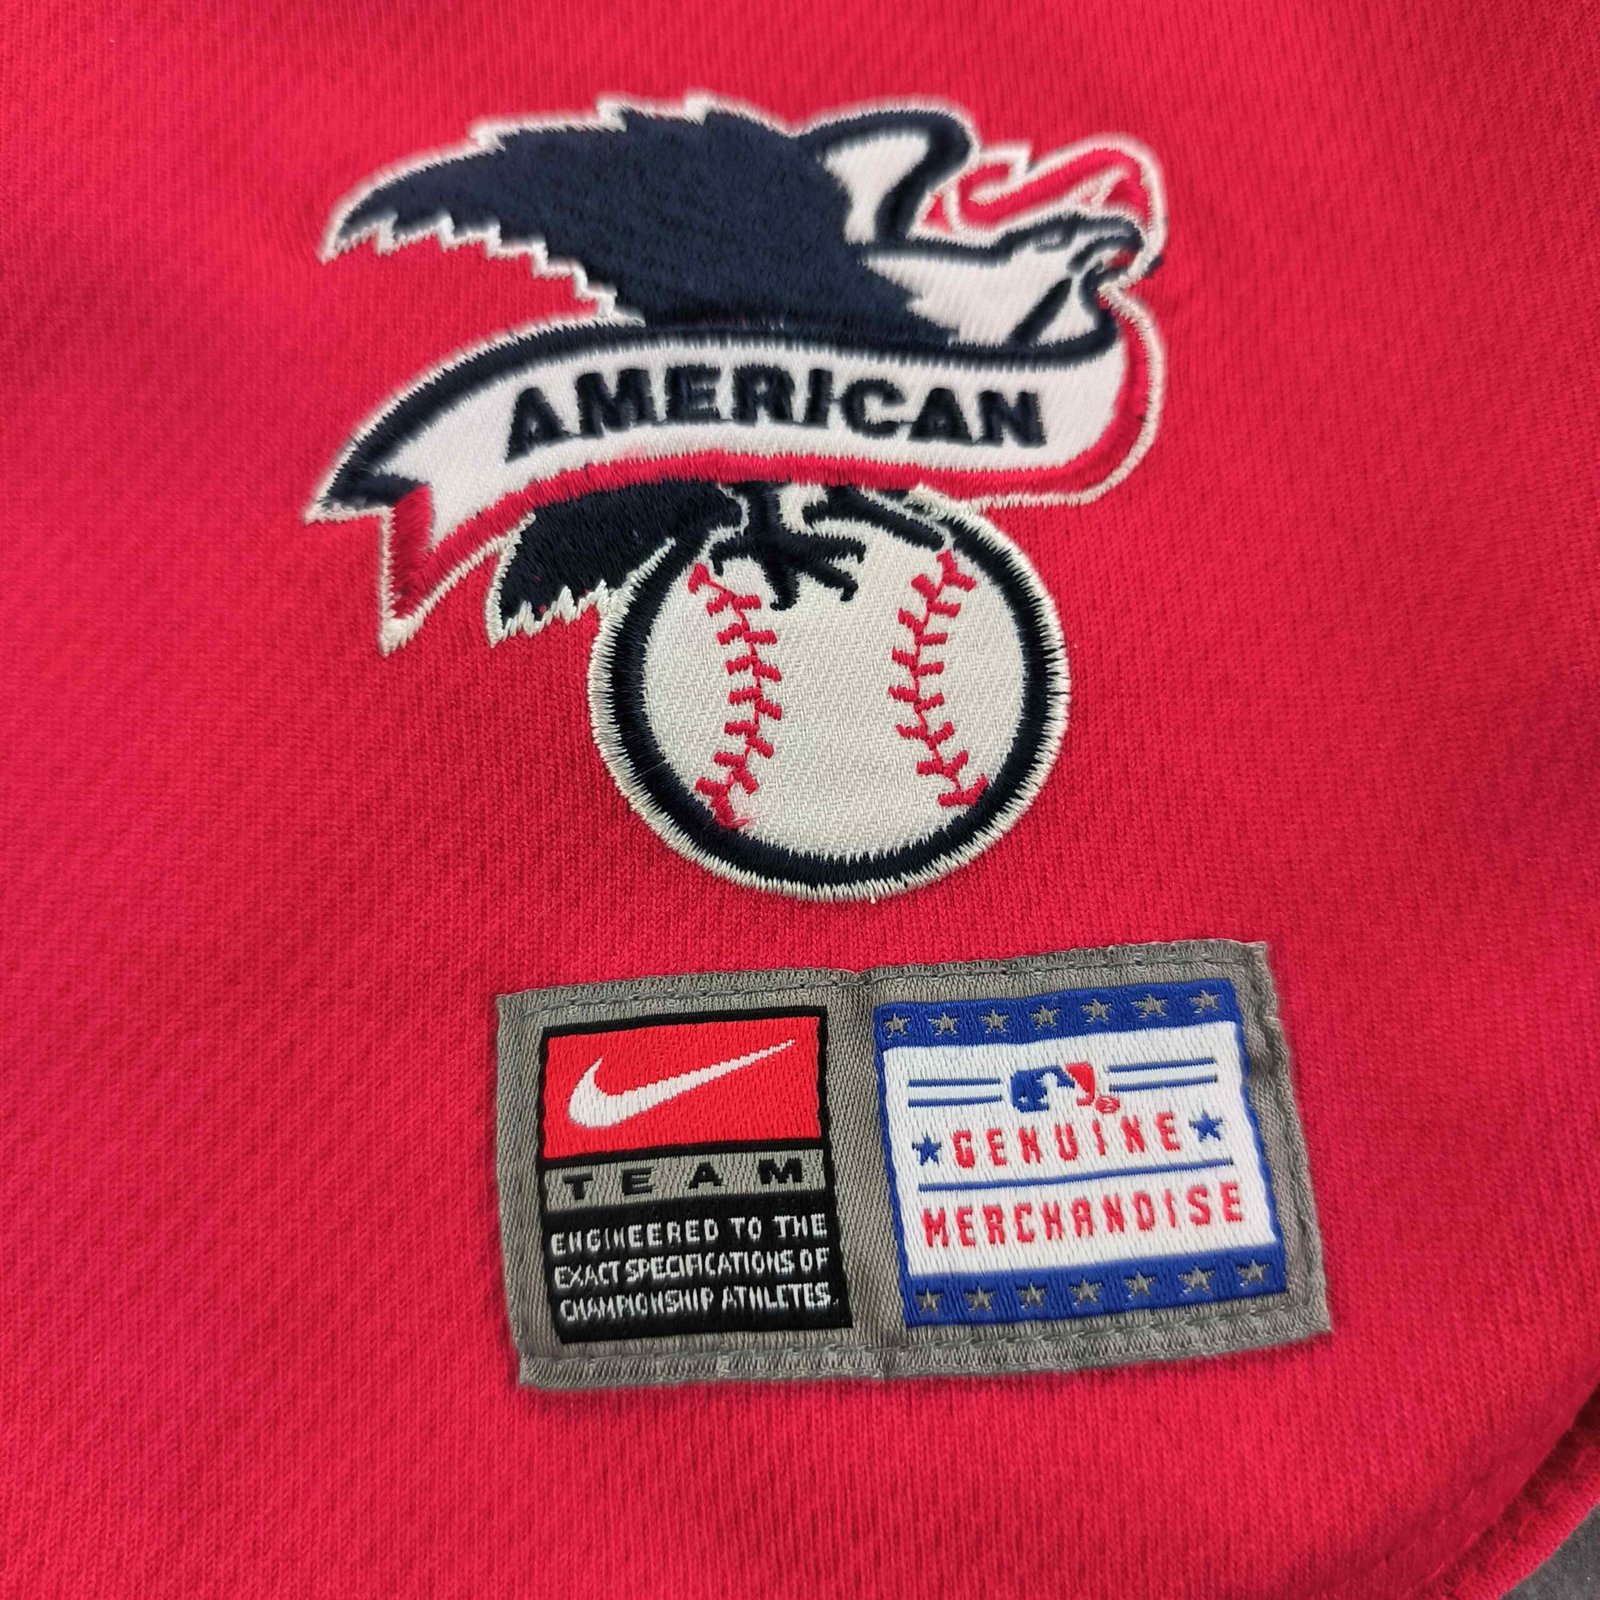 AMERICAN
TEAM
ENGINEERED TO THE
EXACT SPECIFICATIONS OF
CHAMPIONSHIP ATHLETES.
GENUINE
MERCHANDISE